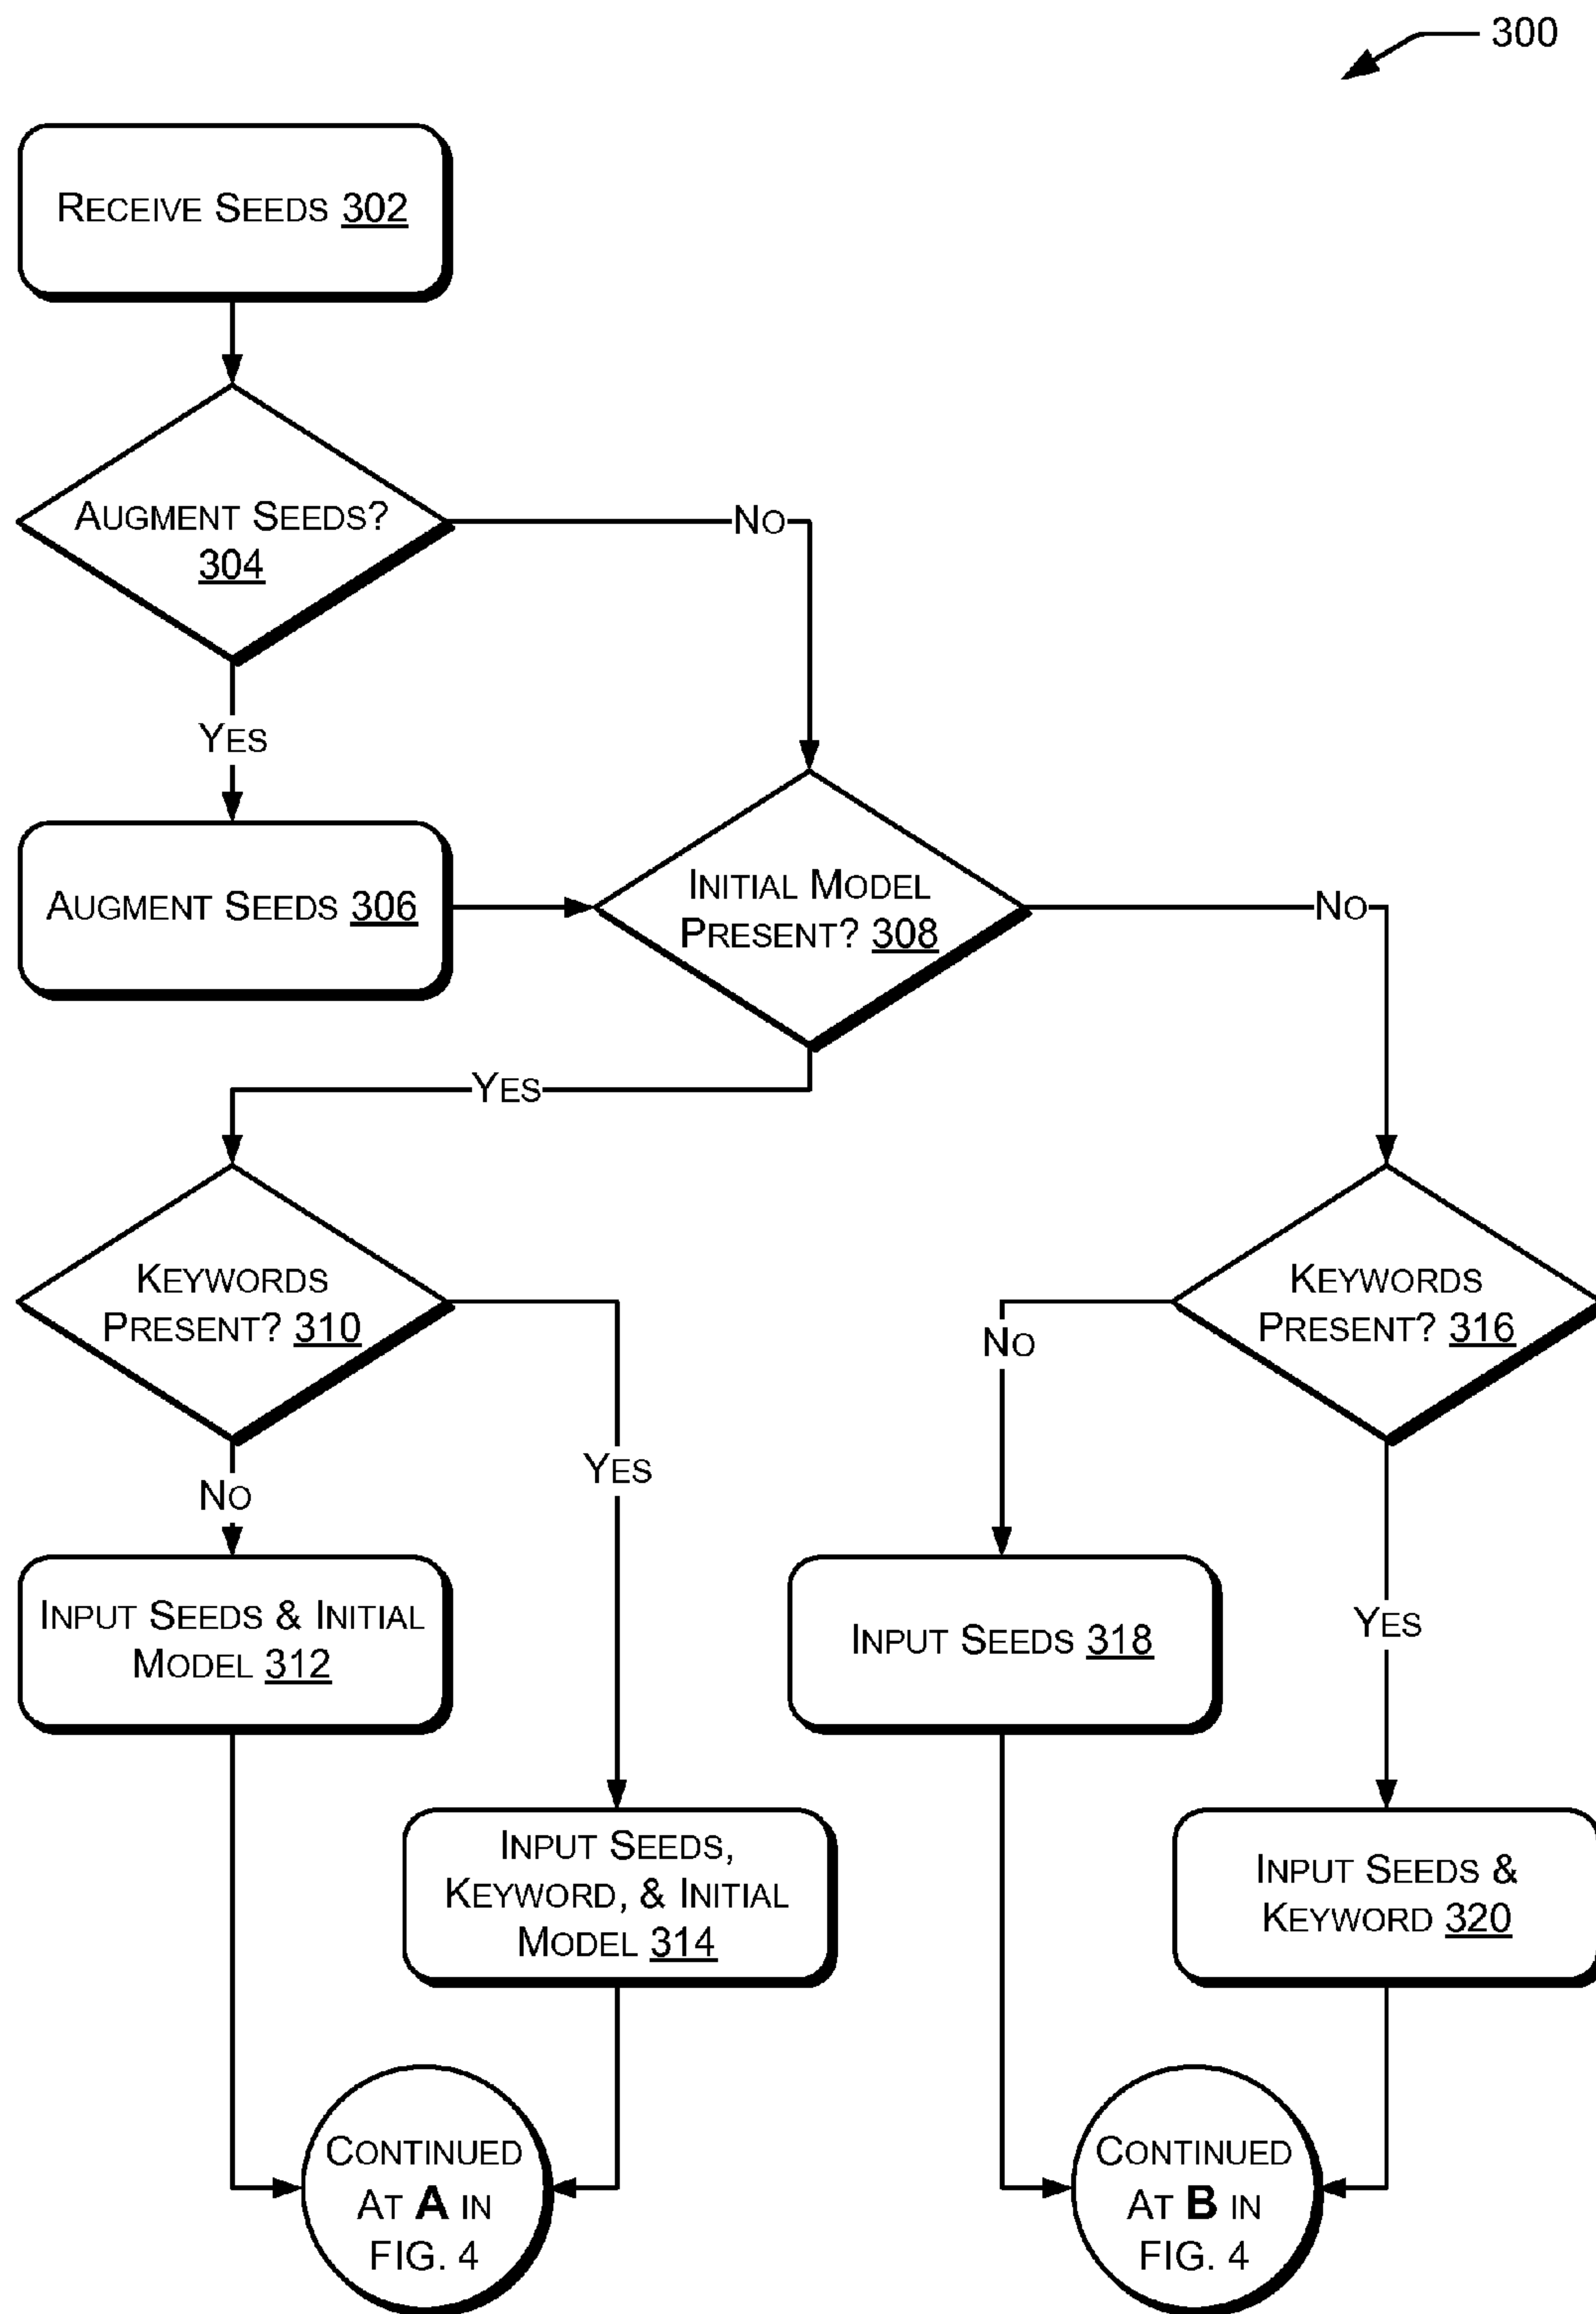 300
RECEIVE SEEDS 302
AUGMENT SEEDS?
304
NO
YES
AUGMENT SEEDS 306
INITIAL MODEL
PRESENT? 308
NO
YES
KEYWORDS
PRESENT? 310
KEYWORDS
PRESENT? 316
NO
YES
NO
YES
INPUT SEEDS & INITIAL
MODEL 312
INPUT SEEDS 318
INPUT SEEDS,
KEYWORD, & INITIAL
MODEL 314
INPUT SEEDS &
KEYWORD 320
CONTINUED
AT A IN
FIG. 4
CONTINUED
AT B IN
FIG. 4